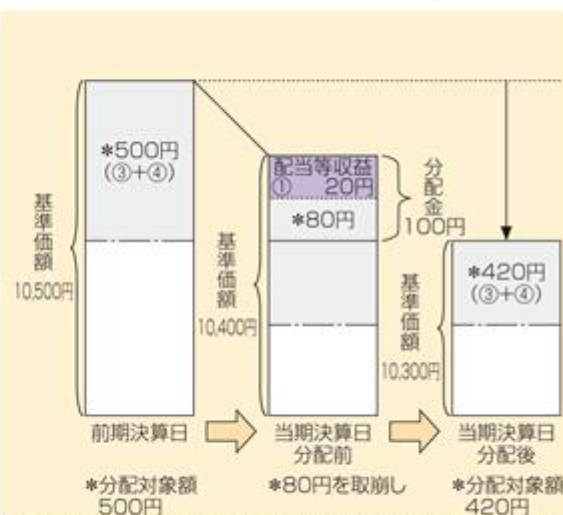 *500円
(③+④)
基準価額
10,500円
前期決算日
*分配対象額
500円
配当等収益
① 20円
*80円
分配金
100円
基準価額
10,400円
当期決算日
分配前
*80円を取崩し
*420円
(③+④)
基準価額
10,300円
当期決算日
分配後
*分配対象額
420円